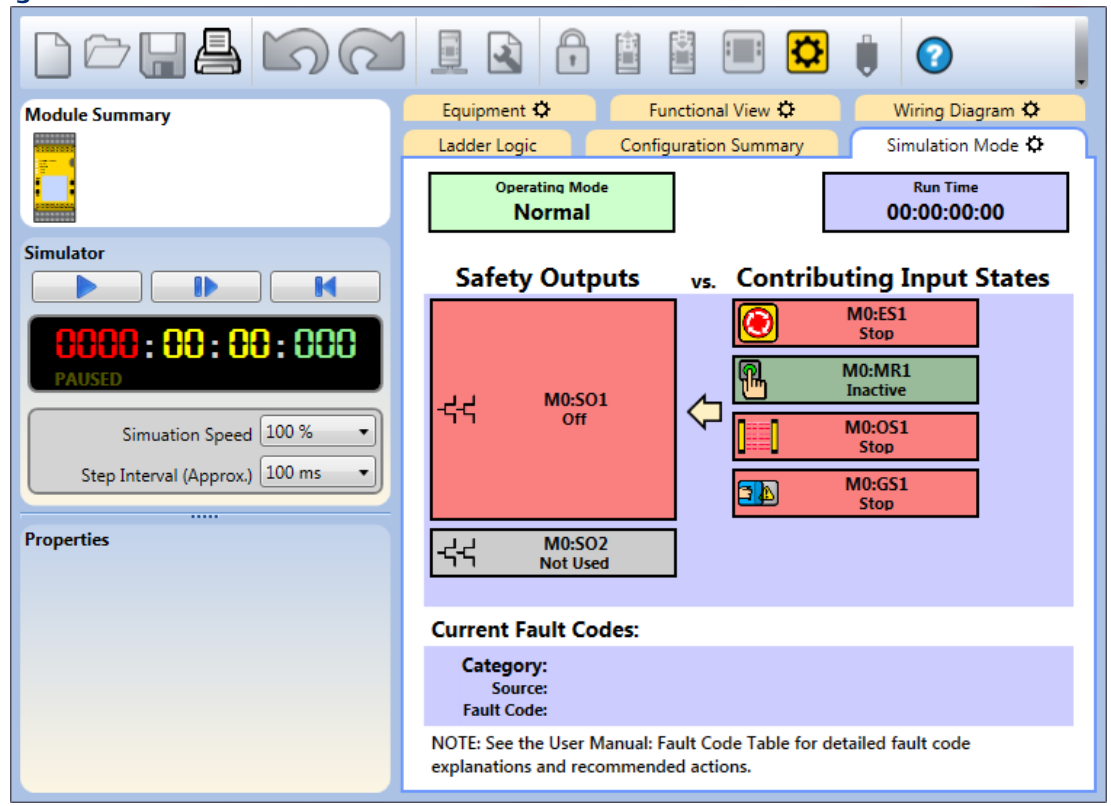 Module Summary
Equipment
Functional View
Wiring Diagram
Ladder Logic
Configuration Summary
Simulation Mode
Operating Mode
Normal
Run Time
00:00:00:00
Simulator
0000:00:00:000
PAUSED
Simuation Speed 100 %
Step Interval (Approx.) 100 ms
Properties
Safety Outputs vs. Contributing Input States
M0:SO1
Off
M0:ES1
Stop
M0:MR1
Inactive
M0:OS1
Stop
M0:GS1
Stop
M0:SO2
Not Used
Current Fault Codes:
Category:
Source:
Fault Code:
NOTE: See the User Manual: Fault Code Table for detailed fault code
explanations and recommended actions.